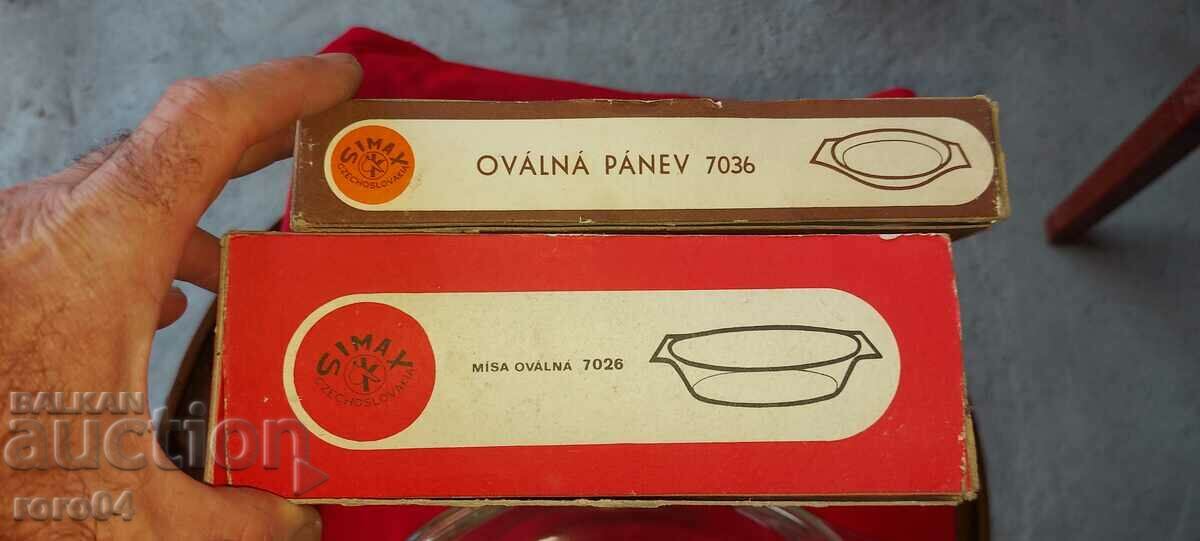 SIMAX
CZECHOSLOVAKIA
OVÁLNÁ PÁNEV 7036
SIMAX
CZECHOSLOVAKIA
MÍSA OVÁLNÁ 7026
BALKAN
auction
roro04